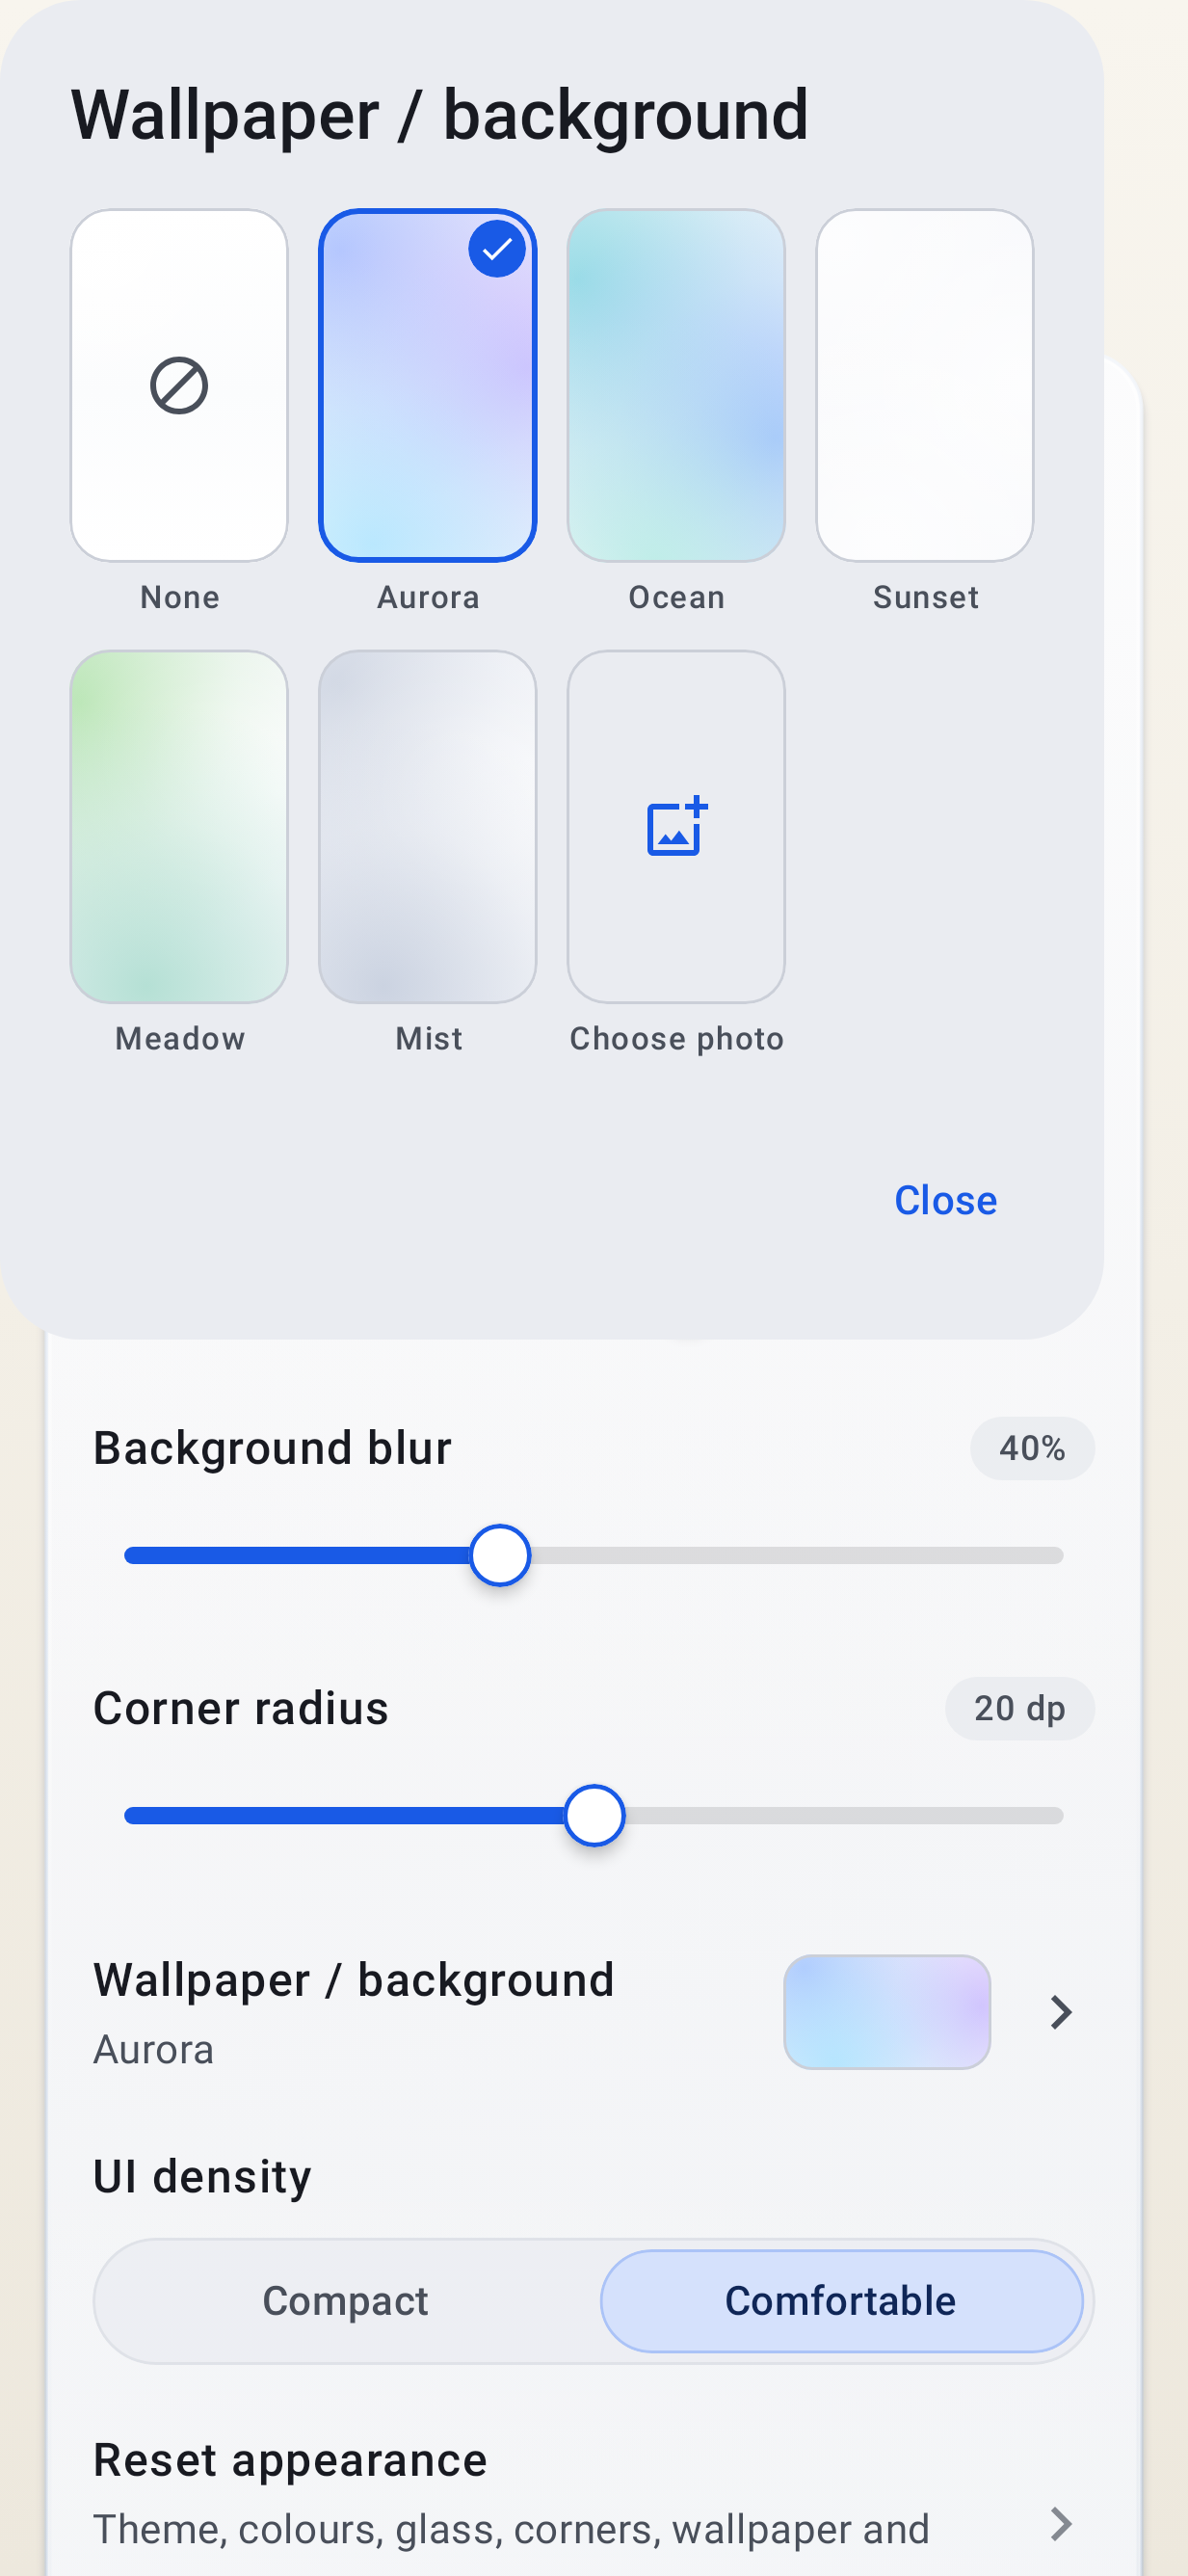 Wallpaper / background
None
Aurora
Ocean
Sunset
Meadow
Mist
Choose photo
Close
Background blur
40%
Corner radius
20 dp
Wallpaper / background
Aurora
UI density
Compact
Comfortable
Reset appearance
Theme, colours, glass, corners, wallpaper and